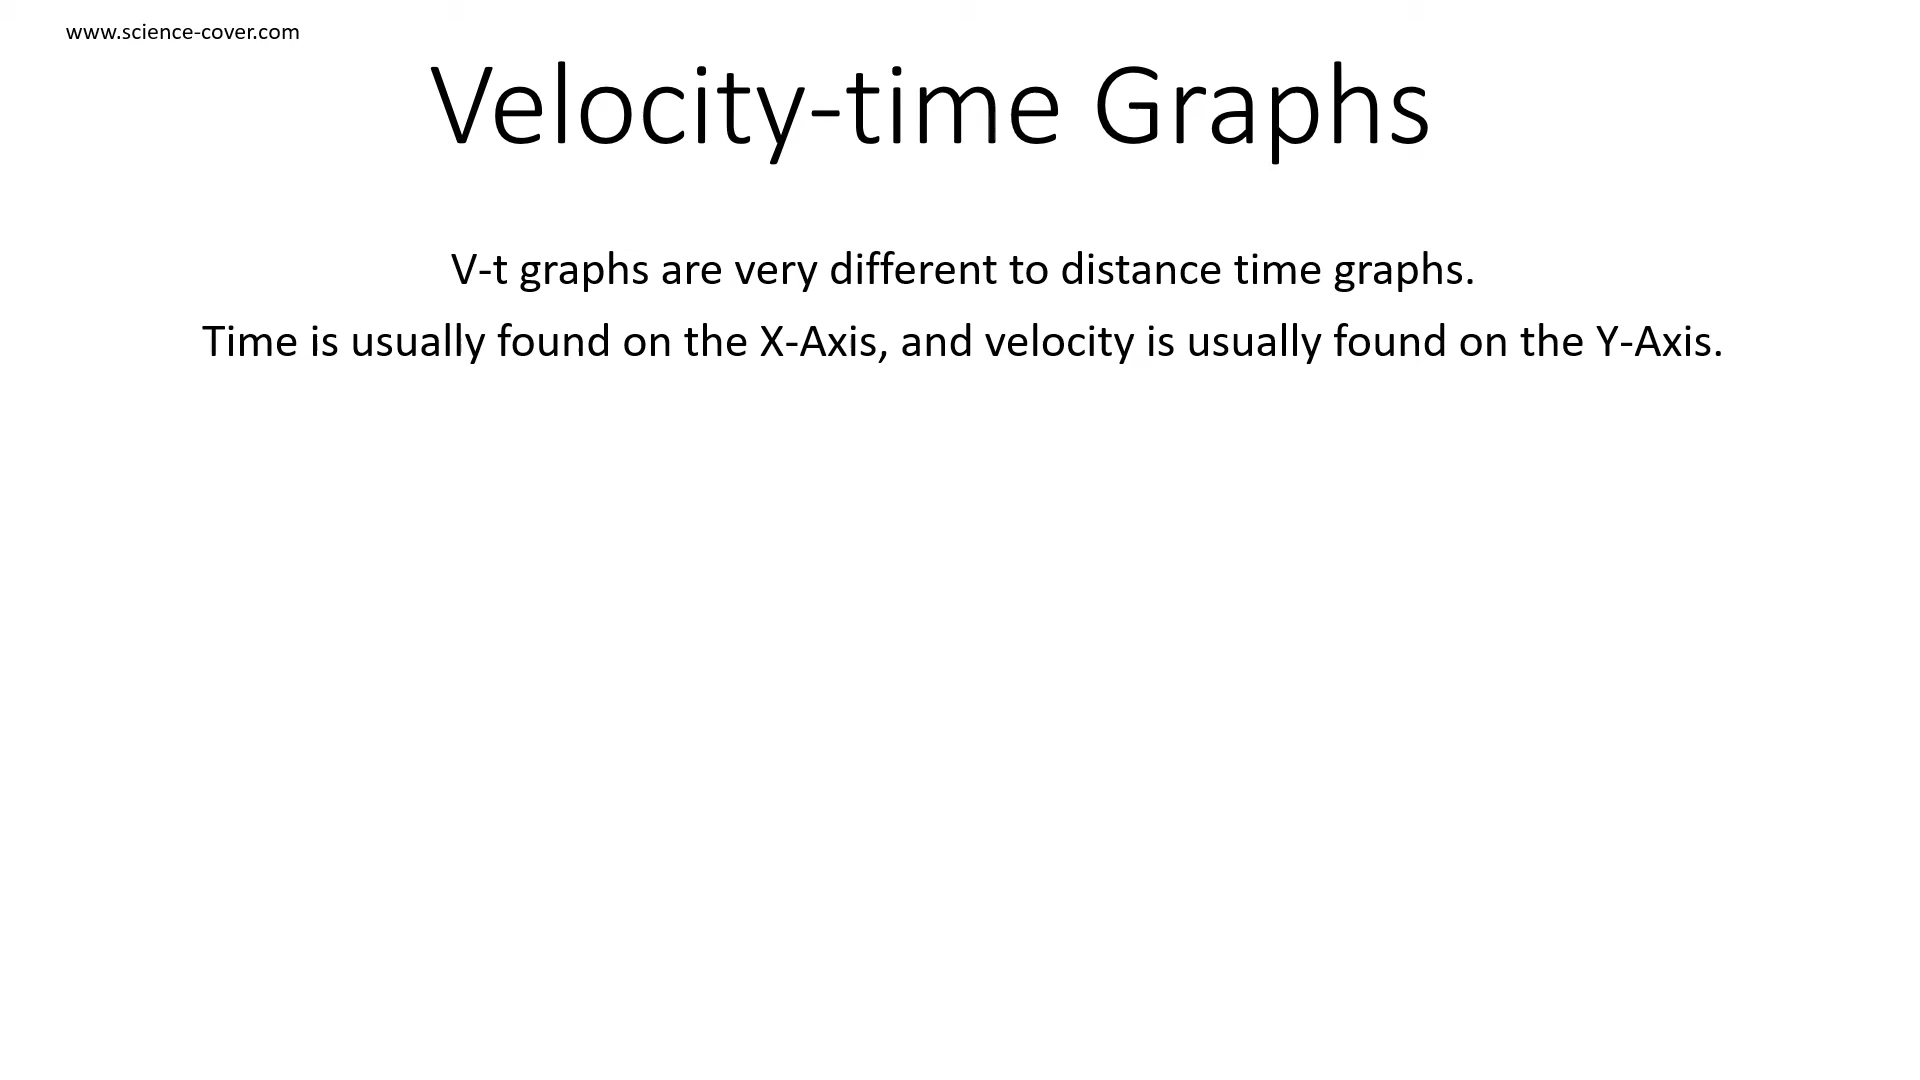 www.science-cover.com
Velocity-time Graphs
V-t graphs are very different to distance time graphs.
Time is usually found on the X-Axis, and velocity is usually found on the Y-Axis.